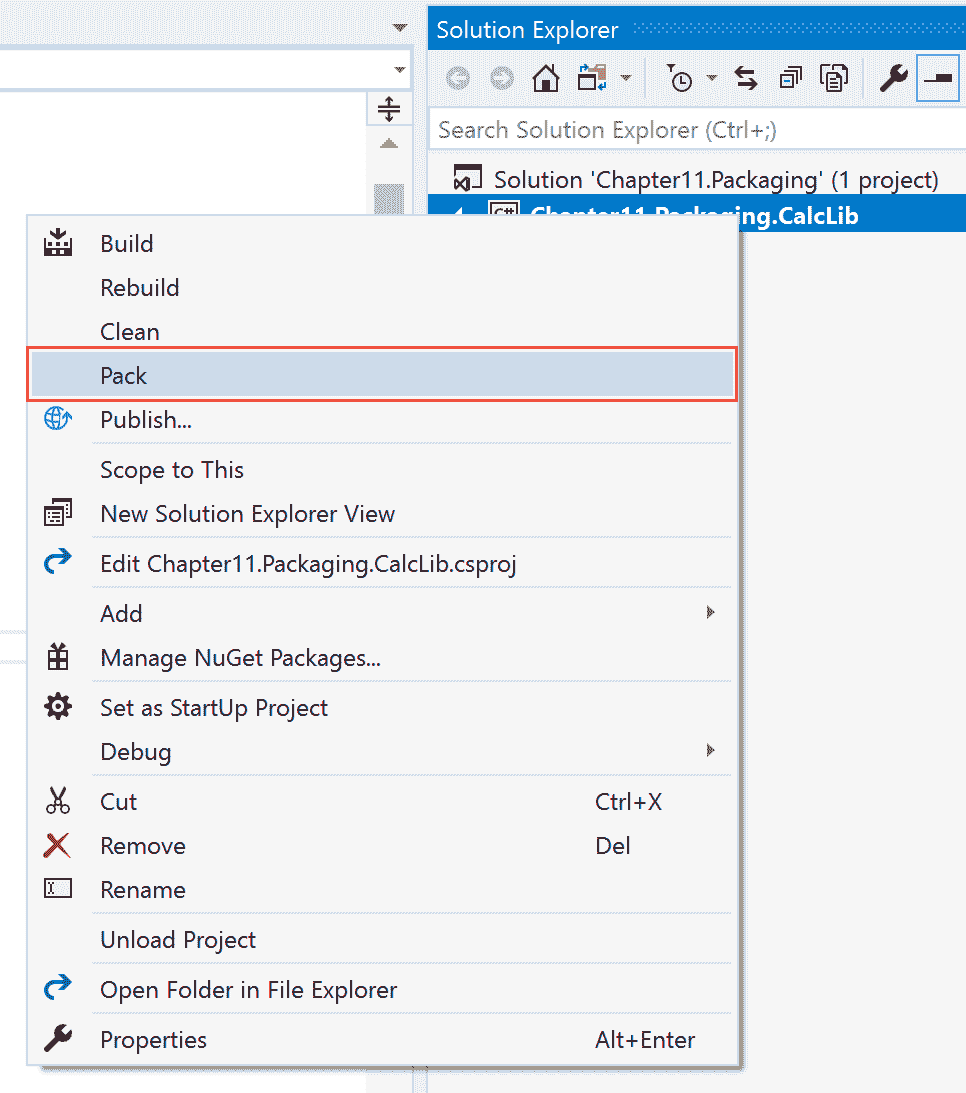 Solution Explorer
Search Solution Explorer (Ctrl+;)
Solution 'Chapter11.Packaging' (1 project)
C# Chapter11.Packaging.CalcLib
Build
Rebuild
Clean
Pack
Publish...
Scope to This
New Solution Explorer View
Edit Chapter11.Packaging.CalcLib.csproj
Add
Manage NuGet Packages...
Set as StartUp Project
Debug
Cut Ctrl+X
Remove Del
Rename
Unload Project
Open Folder in File Explorer
Properties Alt+Enter